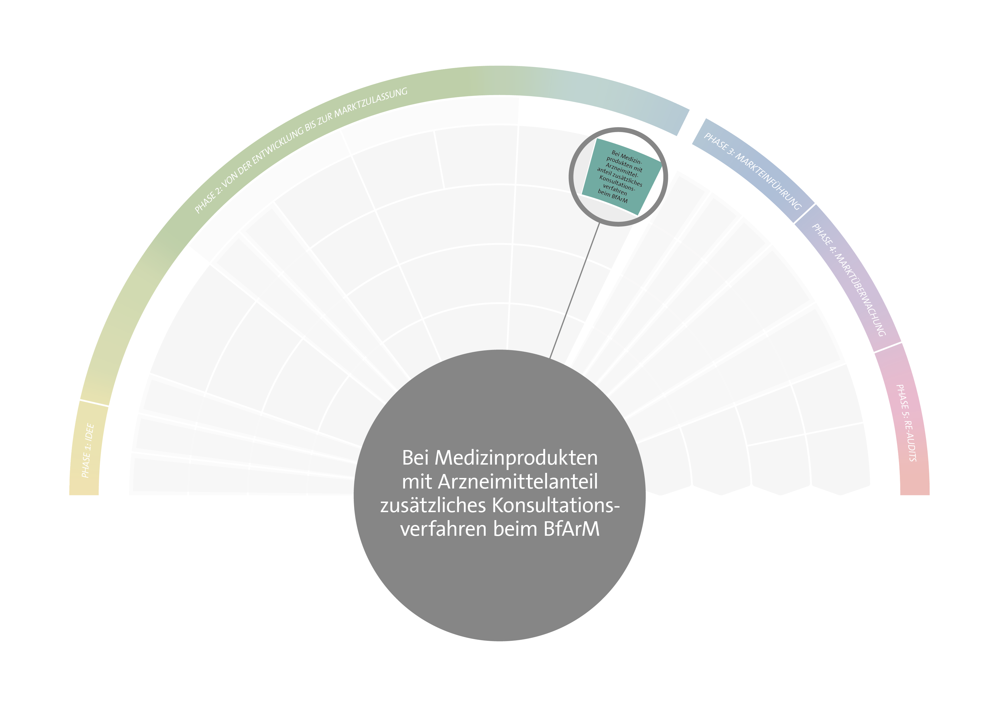 PHASE 1: IDEE
PHASE 2: VON DER ENTWICKLUNG BIS ZUR MARKTZULASSUNG
PHASE 3: MARKTEINFÜHRUNG
PHASE 4: MARKTÜBERWACHUNG
PHASE 5: RE-AUDITS
Bei Medizin-
produkten mit
Arzneimittel-
anteil zusätzliches
Konsultations-
verfahren
beim BfArM
Bei Medizinprodukten
mit Arzneimittelanteil
zusätzliches Konsultations-
verfahren beim BfArM